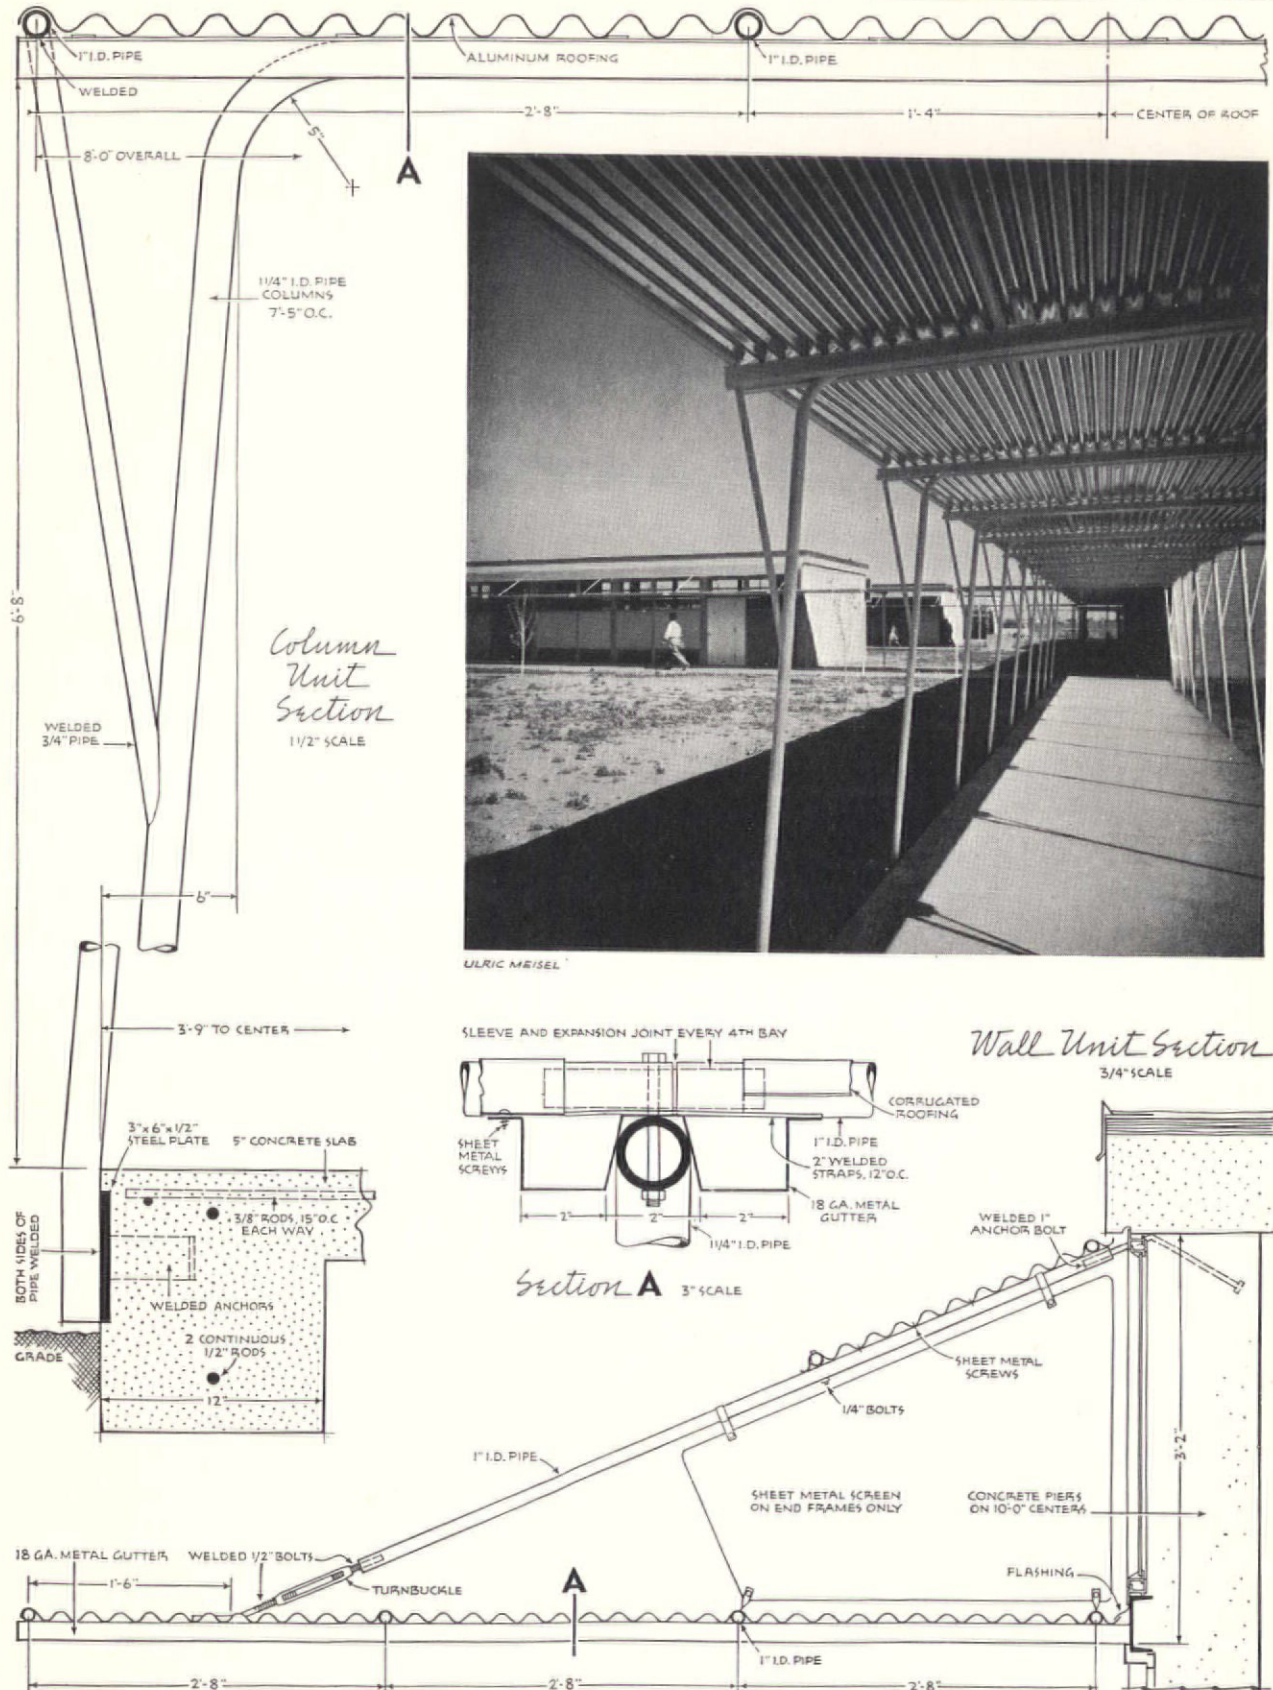 1" I.D. PIPE
ALUMINUM ROOFING
1" I.D. PIPE
WELDED
2'-8"
1'-4"
CENTER OF ROOF
8'-0" OVERALL
5"
A
1 1/4" I.D. PIPE
COLUMNS
7'-5" O.C.
6'-8"
Column
Unit
Section
1 1/2" SCALE
WELDED
3/4" PIPE
6"
ULRIC MEISEL
3'-9" TO CENTER
SLEEVE AND EXPANSION JOINT EVERY 4TH BAY
Wall Unit Section
3/4" SCALE
CORRUGATED
ROOFING
3" x 6" x 1/2"
STEEL PLATE
5" CONCRETE SLAB
SHEET
METAL
SCREWS
1" I.D. PIPE
2" WELDED
STRAPS, 12" O.C.
18 GA. METAL
GUTTER
3/8" RODS, 15" O.C
EACH WAY
2"
2"
2"
1 1/4" I.D. PIPE
WELDED 1"
ANCHOR BOLT
BOTH SIDES OF
PIPE WELDED
WELDED ANCHORS
Section A 3" SCALE
2 CONTINUOUS
1/2" RODS
GRADE
12"
SHEET METAL
SCREWS
1/4" BOLTS
3'-2"
1" I.D. PIPE
SHEET METAL SCREEN
ON END FRAMES ONLY
CONCRETE PIERS
ON 10'-0" CENTERS
18 GA. METAL GUTTER
WELDED 1/2" BOLTS
1'-6"
TURNBUCKLE
A
FLASHING
1" I.D. PIPE
2'-8"
2'-8"
2'-8"